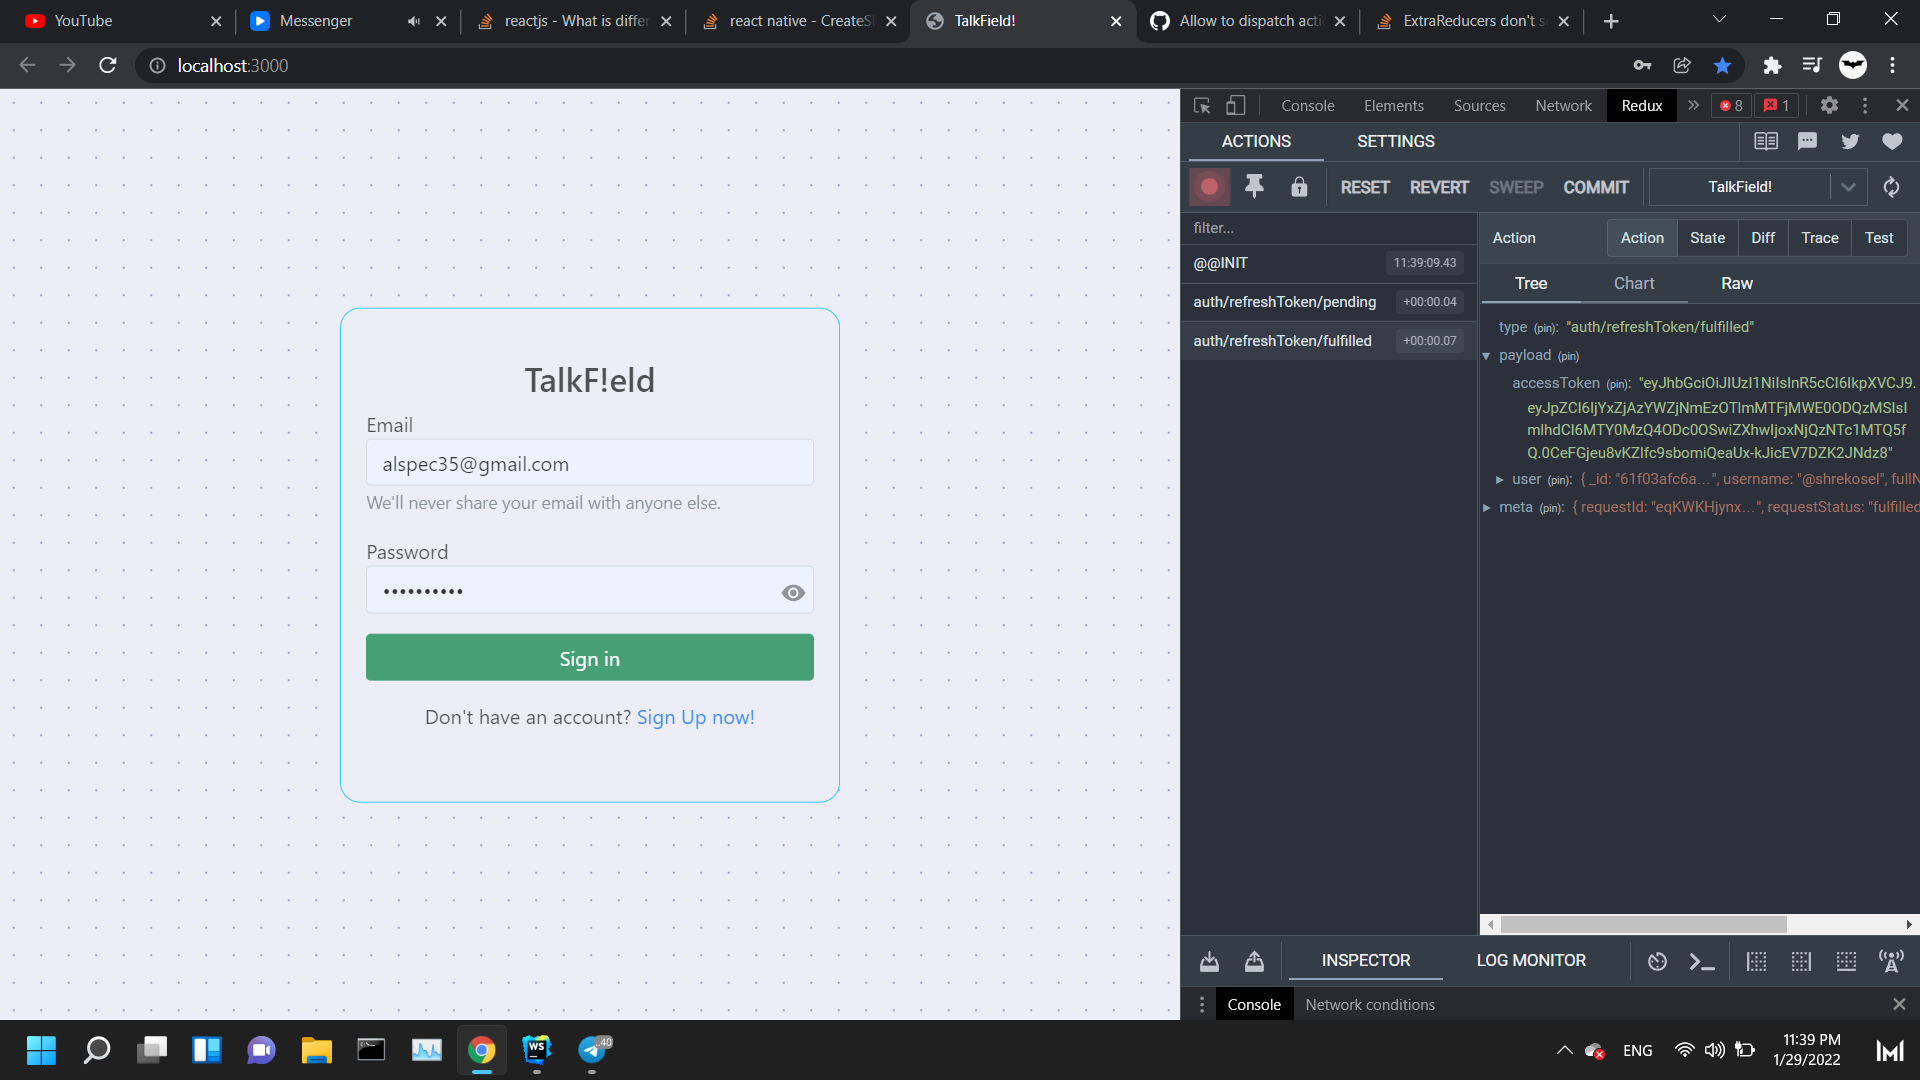 YouTube
Messenger
reactjs - What is differ
react native - CreateSl
TalkField!
Allow to dispatch acti
ExtraReducers don't s
localhost:3000
Console
Elements
Sources
Network
Redux
8
1
ACTIONS
SETTINGS
RESET
REVERT
SWEEP
COMMIT
TalkField!
filter...
@@INIT
11:39:09.43
auth/refreshToken/pending
+00:00.04
auth/refreshToken/fulfilled
+00:00.07
Action
Action
State
Diff
Trace
Test
Tree
Chart
Raw
type (pin): "auth/refreshToken/fulfilled"
payload (pin)
accessToken (pin): "eyJhbGciOiJIUzI1NiIsInR5cCI6IkpXVCJ9.
eyJpZCI6IjYxZjAzYWZjNmEzOTlmMTFjMWE0ODQzMSIsI
mlhdCI6MTY0MzQ4ODc0OSwiZXhwIjoxNjQzNTc1MTQ5f
Q.0CeFGjeu8vKZIfc9sbomiQeaUx-kJicEV7DZK2JNdz8"
user (pin): { _id: "61f03afc6a...", username: "@shrekosel", fullN
meta (pin): { requestId: "eqKWKHjynx...", requestStatus: "fulfilled
TalkF!eld
Email
alspec35@gmail.com
We'll never share your email with anyone else.
Password
••••••••••
Sign in
Don't have an account? Sign Up now!
INSPECTOR
LOG MONITOR
Console
Network conditions
WS
40
ENG
11:39 PM
1/29/2022